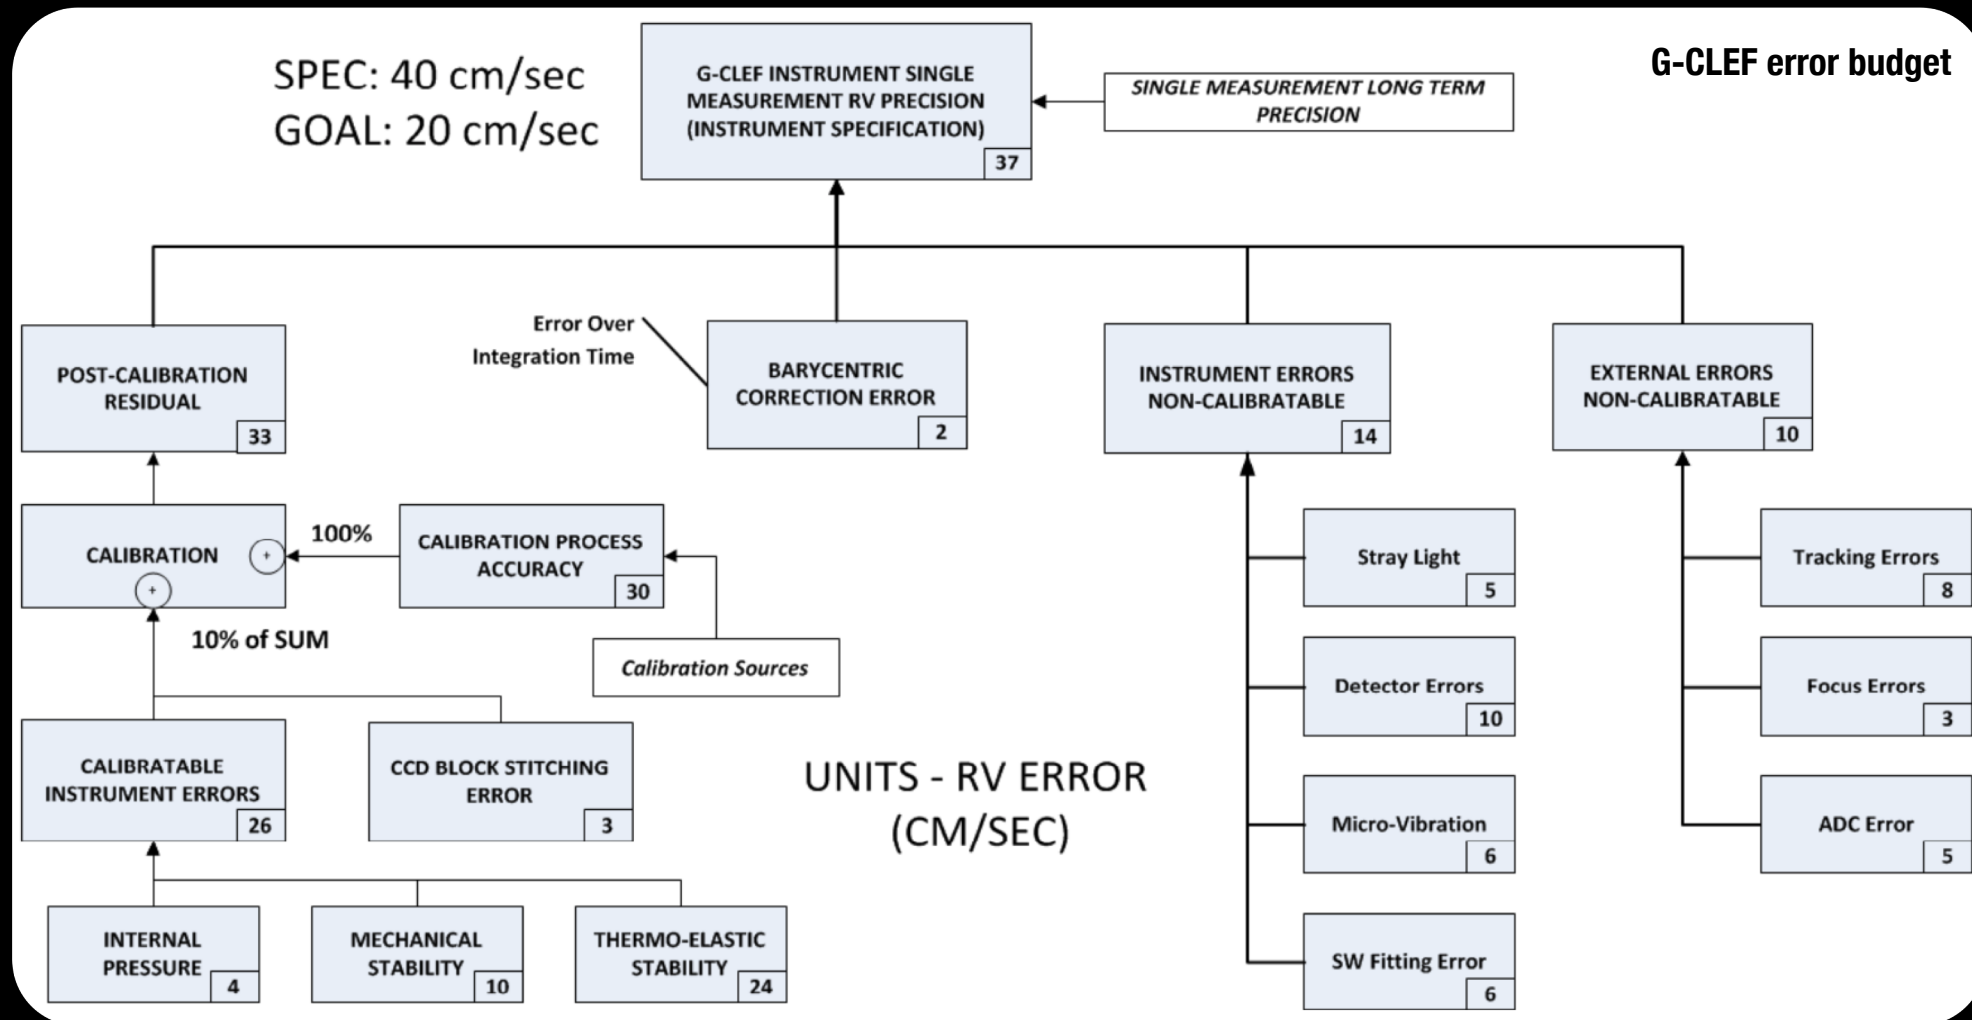 G-CLEF error budget
SPEC: 40 cm/sec
GOAL: 20 cm/sec
G-CLEF INSTRUMENT SINGLE
MEASUREMENT RV PRECISION
(INSTRUMENT SPECIFICATION)
37
SINGLE MEASUREMENT LONG TERM
PRECISION
POST-CALIBRATION
RESIDUAL
33
Error Over
Integration Time
BARYCENTRIC
CORRECTION ERROR
2
INSTRUMENT ERRORS
NON-CALIBRATABLE
14
EXTERNAL ERRORS
NON-CALIBRATABLE
10
CALIBRATION
+
+
100%
CALIBRATION PROCESS
ACCURACY
30
10% of SUM
Calibration Sources
CALIBRATABLE
INSTRUMENT ERRORS
26
CCD BLOCK STITCHING
ERROR
3
UNITS - RV ERROR
(CM/SEC)
INTERNAL
PRESSURE
4
MECHANICAL
STABILITY
10
THERMO-ELASTIC
STABILITY
24
Stray Light
5
Detector Errors
10
Micro-Vibration
6
SW Fitting Error
6
Tracking Errors
8
Focus Errors
3
ADC Error
5